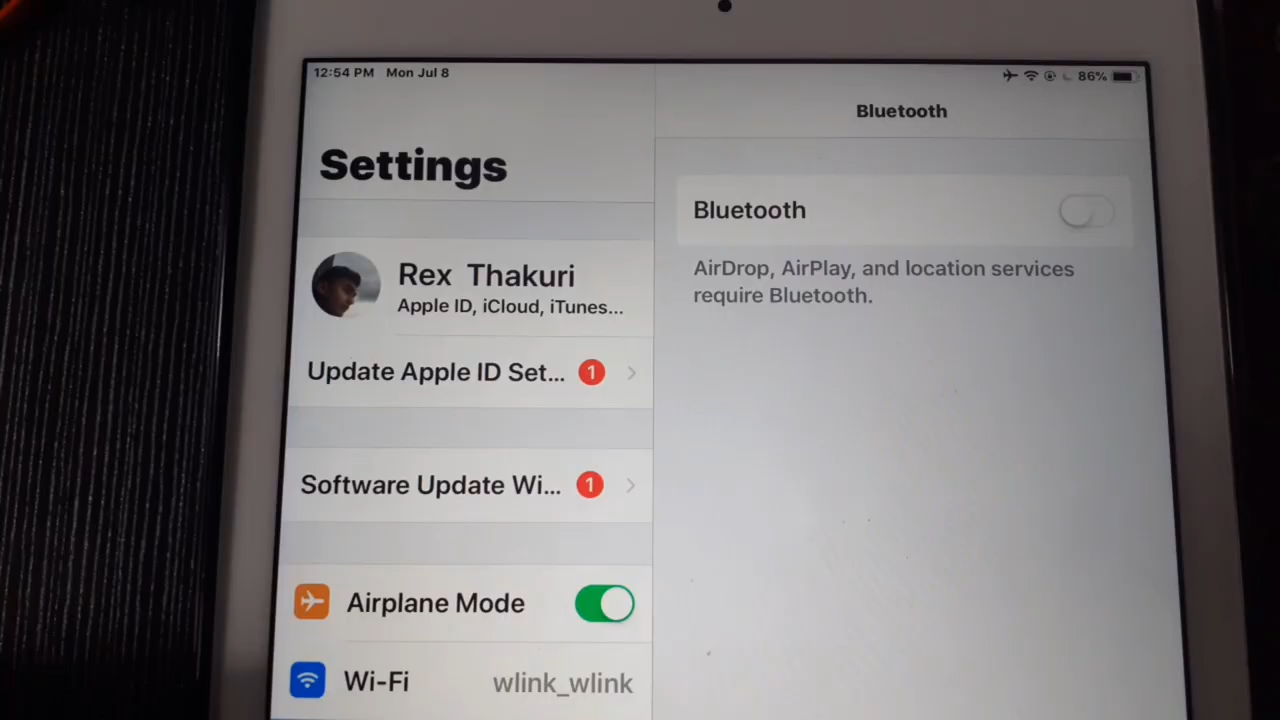 12:54 PM Mon Jul 8
86%
Settings
Rex Thakuri
Apple ID, iCloud, iTunes...
Update Apple ID Set... 1
Software Update Wi... 1
Airplane Mode
Wi-Fi wlink_wlink
Bluetooth
Bluetooth
AirDrop, AirPlay, and location services
require Bluetooth.